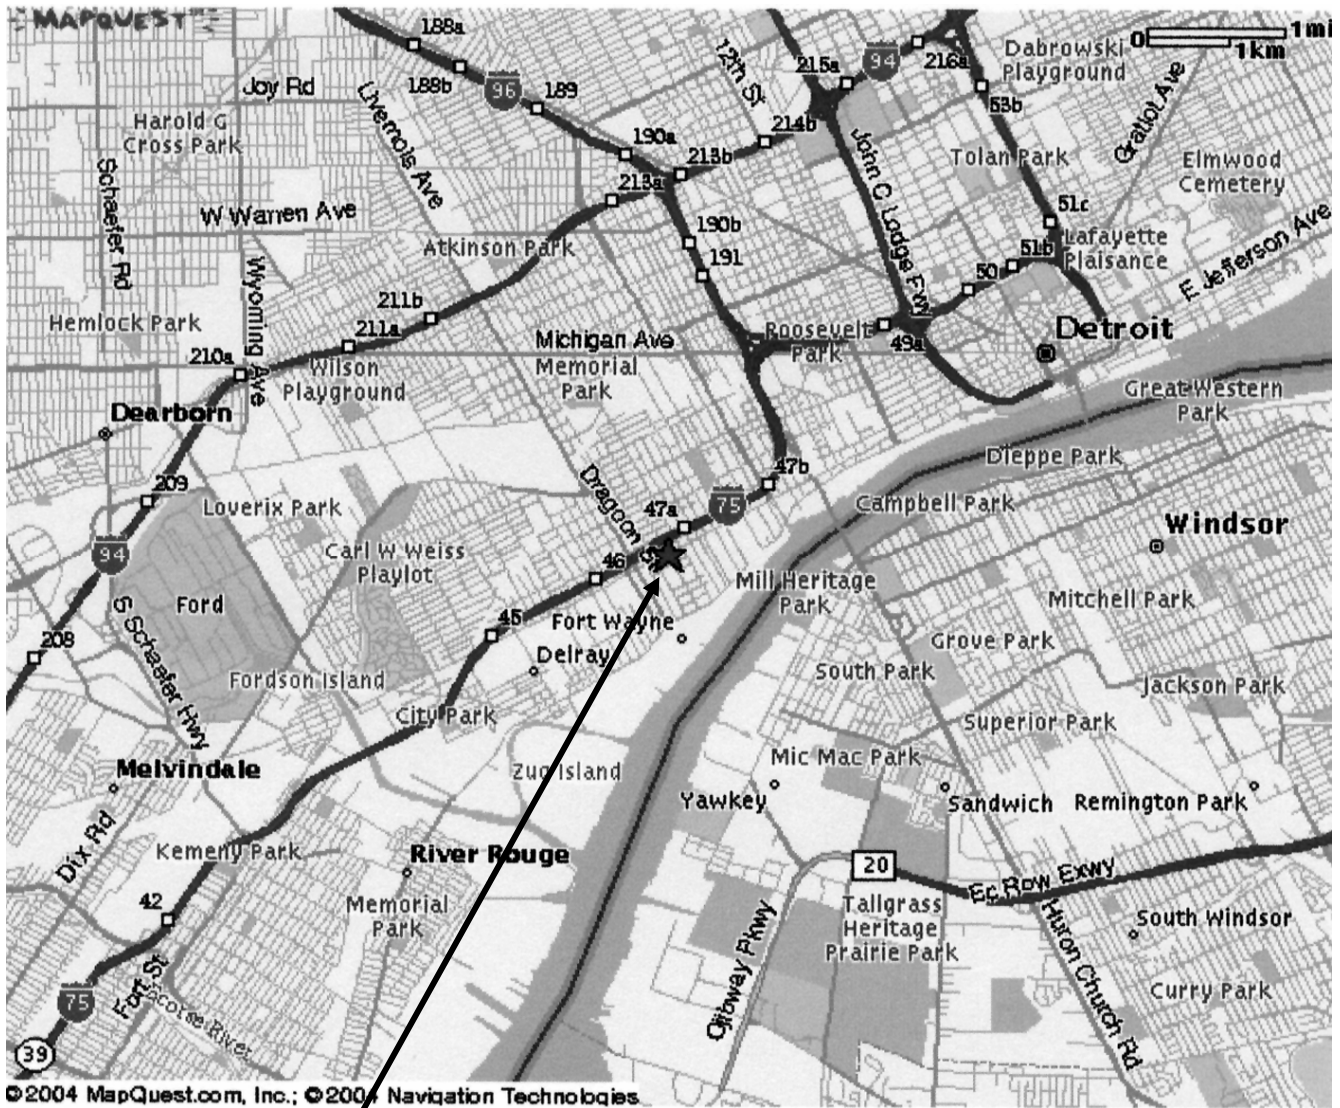 MAPQUEST
188a
0 1mi
1km
12th St
215a
94
216a
Dabrowski
Playground
188b
96
189
Joy Rd
Livernois Ave
53b
Gratiot Ave
Harold G
Cross Park
190a
213b
214b
John C Lodge Fwy
Tolan Park
Elmwood
Cemetery
Schaefer Rd
213a
W Warren Ave
190b
51c
Atkinson Park
191
51b
Lafayette
Plaisance
E Jefferson Ave
50
Wyoming Ave
211b
Hemlock Park
211a
Michigan Ave
Roosevelt
Park
49a
Detroit
210a
Wilson
Playground
Memorial
Park
Great Western
Park
Dearborn
Dieppe Park
47b
209
Loverix Park
Dragoon St
47a
75
Campbell Park
Windsor
94
Carl W Weiss
Playlot
46
Mill Heritage
Park
Mitchell Park
Ford
S Schaefer Hwy
45
Fort Wayne
Grove Park
208
Delray
South Park
Fordson Island
Jackson Park
City Park
Superior Park
Melvindale
Zug Island
Mic Mac Park
Yawkey
Sandwich
Remington Park
Dix Rd
Kemeny Park
River Rouge
20
Ec Row Exwy
42
Memorial
Park
Tallgrass
Heritage
Prairie Park
Ojibway Pkwy
Huron Church Rd
South Windsor
Fort St
75
Curry Park
39
©2004 MapQuest.com, Inc.; ©2004 Navigation Technologies